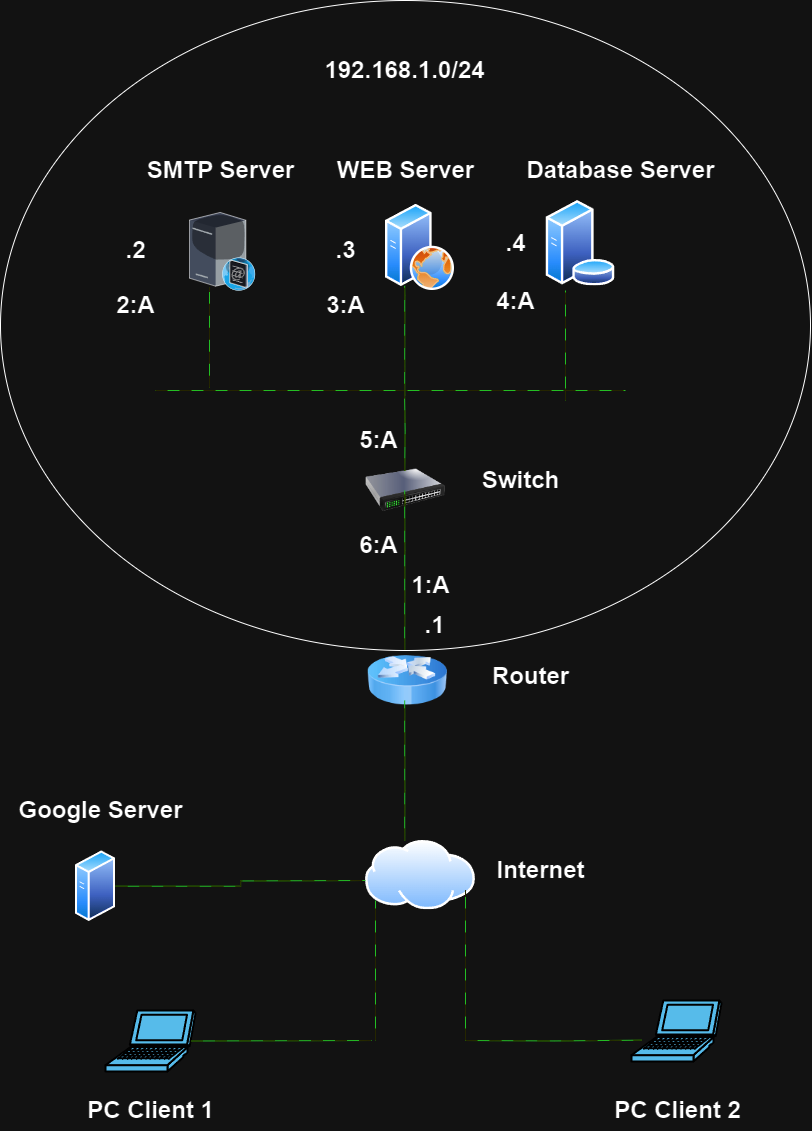 192.168.1.0/24
SMTP Server
WEB Server
Database Server
.2
.3
.4
2:A
3:A
4:A
5:A
Switch
6:A
1:A
.1
Router
Google Server
Internet
PC Client 1
PC Client 2